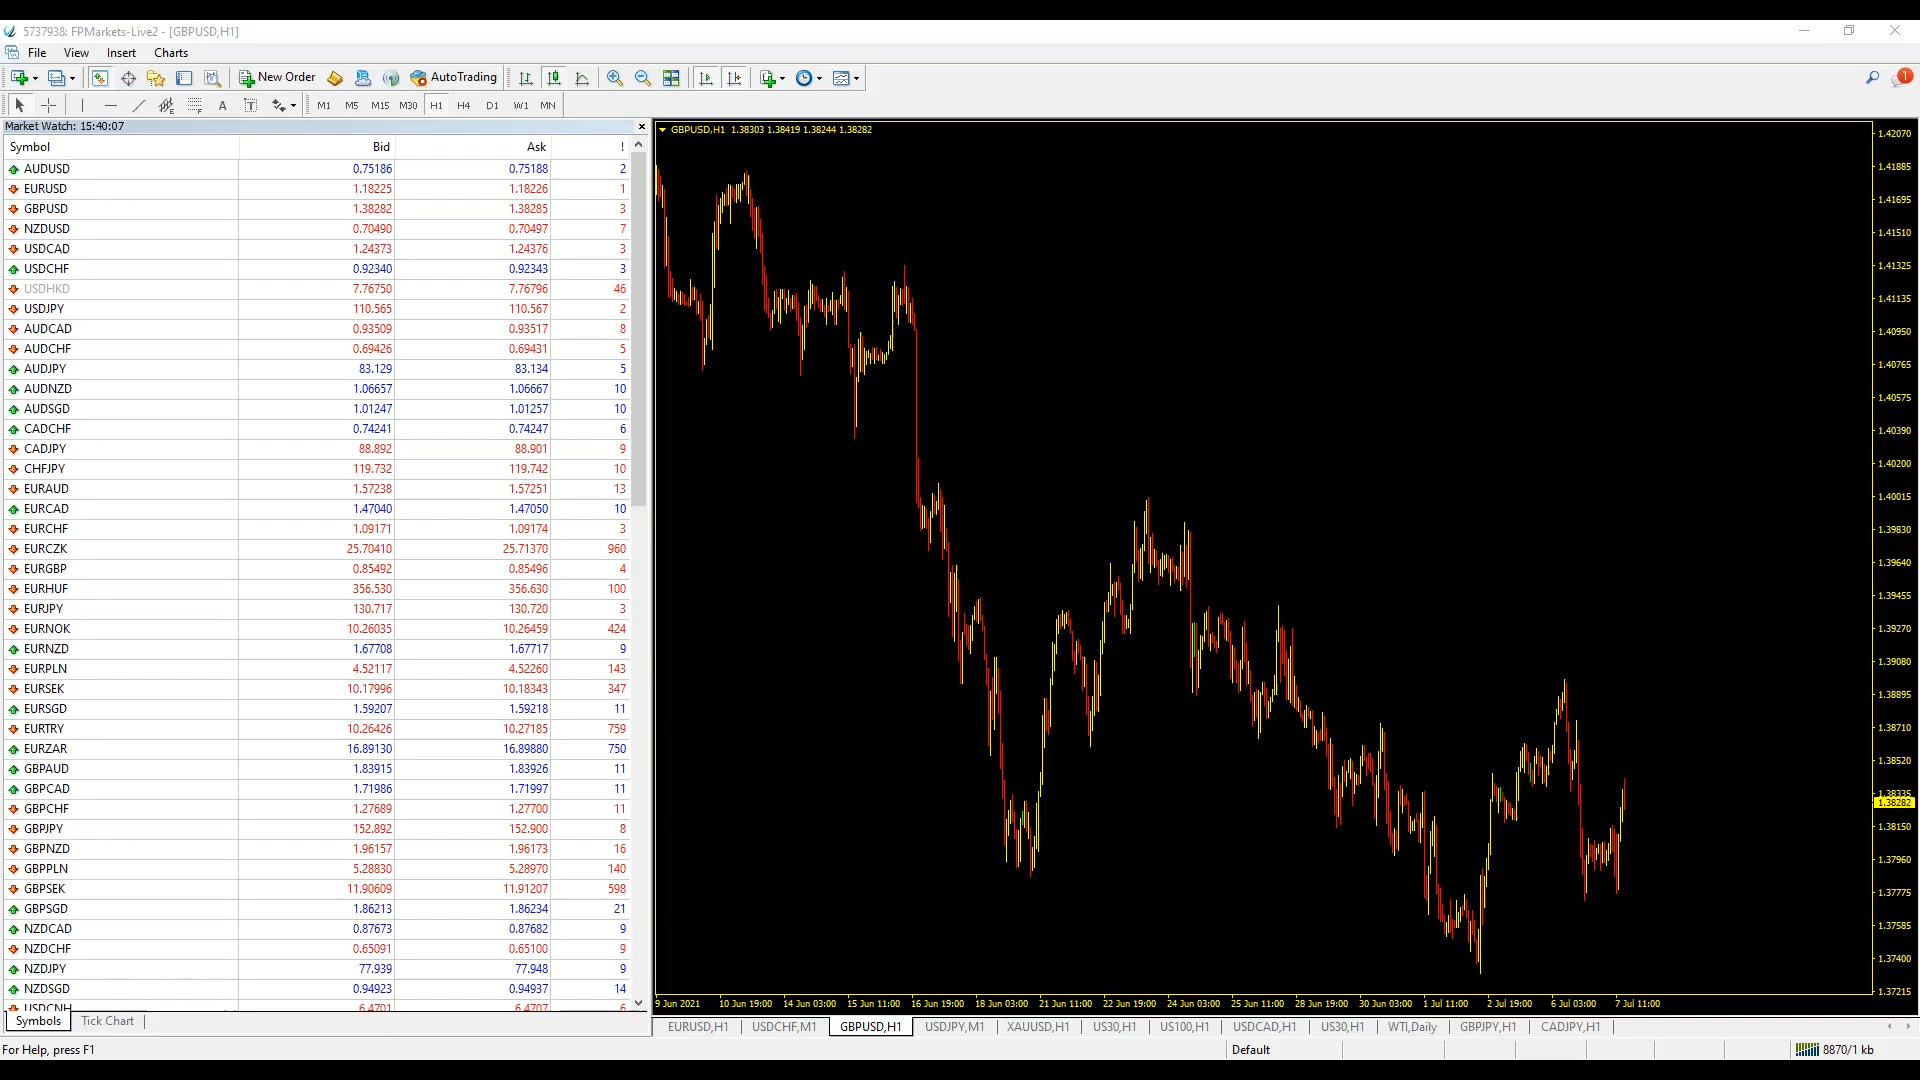 5737938: FPMarkets-Live2 - [GBPUSD,H1]
File View Insert Charts
New Order AutoTrading 1
A T M1 M5 M15 M30 H1 H4 D1 W1 MN
Market Watch: 15:40:07
Symbol Bid Ask !
AUDUSD 0.75186 0.75188 2
EURUSD 1.18225 1.18226 1
GBPUSD 1.38282 1.38285 3
NZDUSD 0.70490 0.70497 7
USDCAD 1.24373 1.24376 3
USDCHF 0.92340 0.92343 3
USDHKD 7.76750 7.76796 46
USDJPY 110.565 110.567 2
AUDCAD 0.93509 0.93517 8
AUDCHF 0.69426 0.69431 5
AUDJPY 83.129 83.134 5
AUDNZD 1.06657 1.06667 10
AUDSGD 1.01247 1.01257 10
CADCHF 0.74241 0.74247 6
CADJPY 88.892 88.901 9
CHFJPY 119.732 119.742 10
EURAUD 1.57238 1.57251 13
EURCAD 1.47040 1.47050 10
EURCHF 1.09171 1.09174 3
EURCZK 25.70410 25.71370 960
EURGBP 0.85492 0.85496 4
EURHUF 356.530 356.630 100
EURJPY 130.717 130.720 3
EURNOK 10.26035 10.26459 424
EURNZD 1.67708 1.67717 9
EURPLN 4.52117 4.52260 143
EURSEK 10.17996 10.18343 347
EURSGD 1.59207 1.59218 11
EURTRY 10.26426 10.27185 759
EURZAR 16.89130 16.89880 750
GBPAUD 1.83915 1.83926 11
GBPCAD 1.71986 1.71997 11
GBPCHF 1.27689 1.27700 11
GBPJPY 152.892 152.900 8
GBPNZD 1.96157 1.96173 16
GBPPLN 5.28830 5.28970 140
GBPSEK 11.90609 11.91207 598
GBPSGD 1.86213 1.86234 21
NZDCAD 0.87673 0.87682 9
NZDCHF 0.65091 0.65100 9
NZDJPY 77.939 77.948 9
NZDSGD 0.94923 0.94937 14
USDCNH 6.4701 6.4707 6
Symbols Tick Chart
GBPUSD,H1 1.38303 1.38419 1.38244 1.38282
1.42070
1.41885
1.41695
1.41510
1.41325
1.41135
1.40950
1.40765
1.40575
1.40390
1.40200
1.40015
1.39830
1.39640
1.39455
1.39270
1.39080
1.38895
1.38710
1.38520
1.38335
1.38282
1.38150
1.37960
1.37775
1.37585
1.37400
1.37215
9 Jun 2021 10 Jun 19:00 14 Jun 03:00 15 Jun 11:00 16 Jun 19:00 18 Jun 03:00 21 Jun 11:00 22 Jun 19:00 24 Jun 03:00 25 Jun 11:00 28 Jun 19:00 30 Jun 03:00 1 Jul 11:00 2 Jul 19:00 6 Jul 03:00 7 Jul 11:00
EURUSD,H1 USDCHF,M1 GBPUSD,H1 USDJPY,M1 XAUUSD,H1 US30,H1 US100,H1 USDCAD,H1 US30,H1 WTI,Daily GBPJPY,H1 CADJPY,H1
For Help, press F1 Default 8870/1 kb